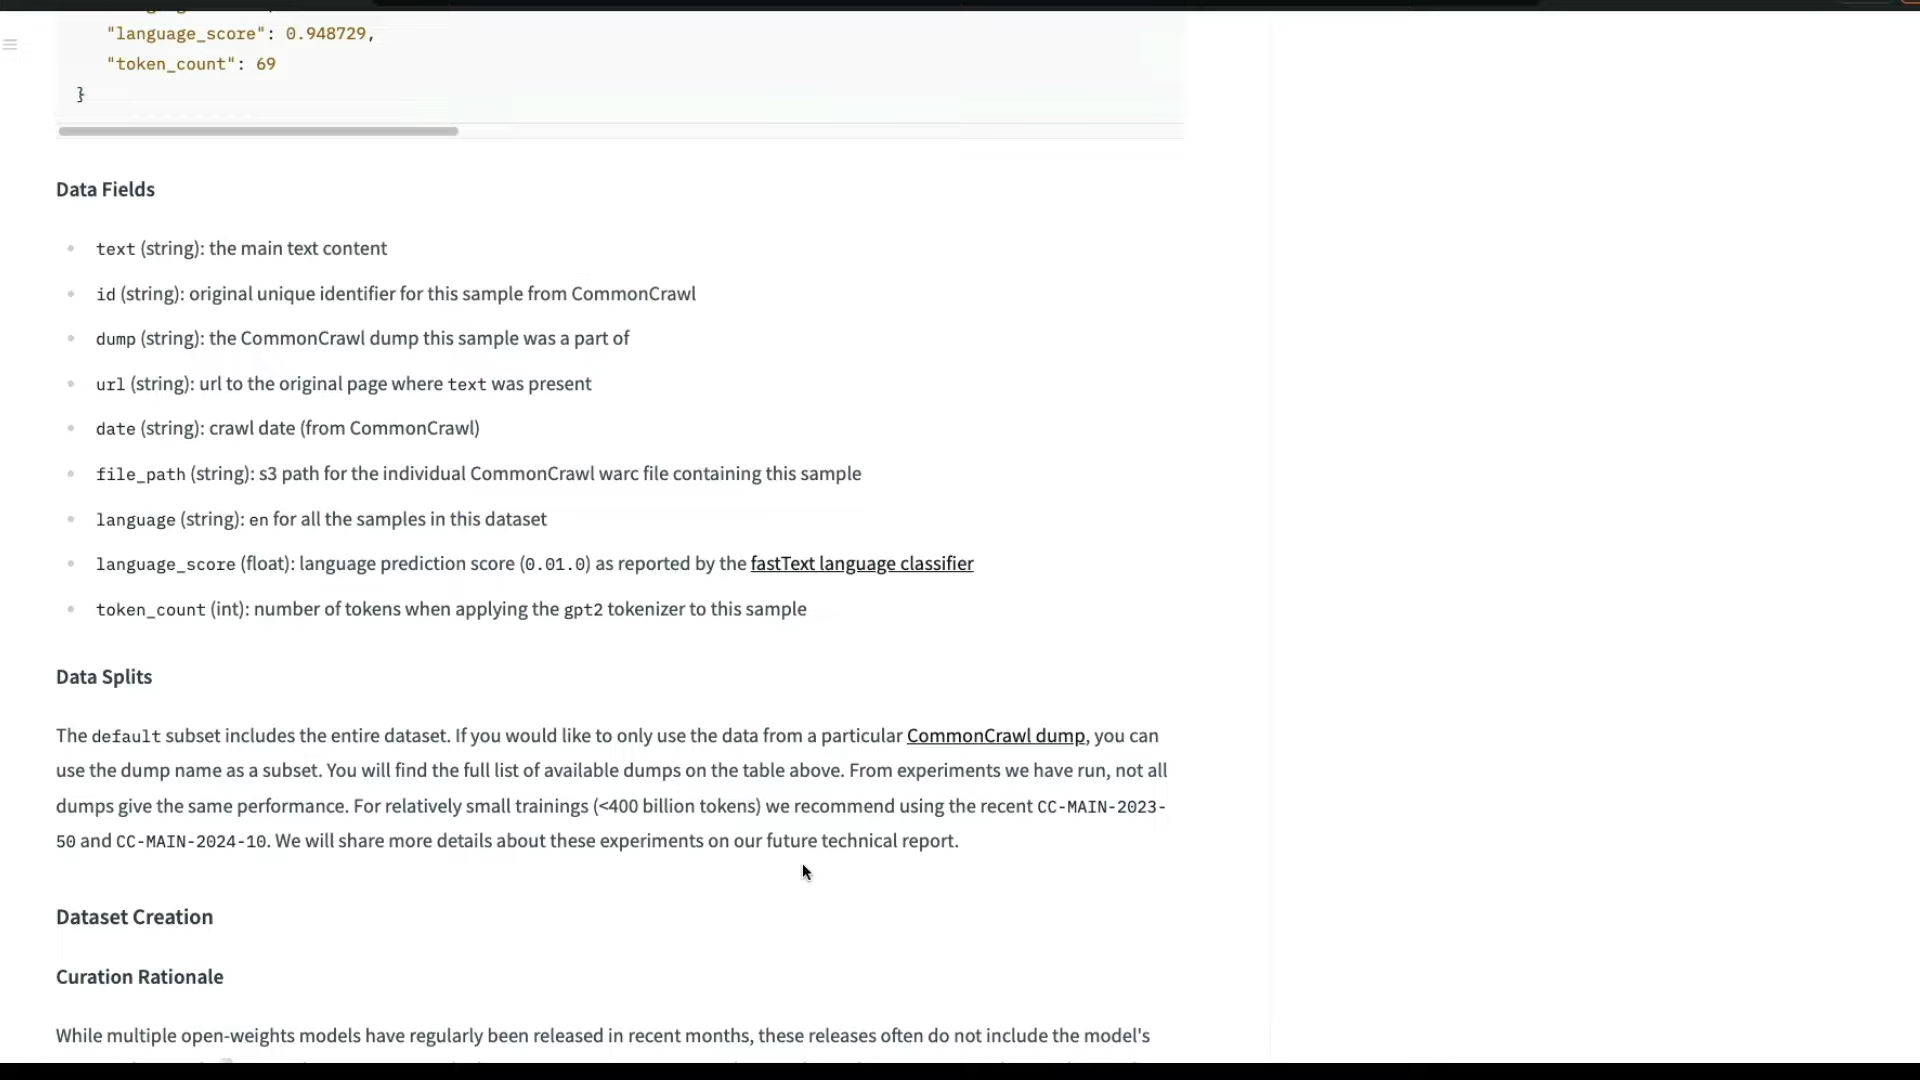 "language_score": 0.948729,
"token_count": 69
}
Data Fields
text (string): the main text content
id (string): original unique identifier for this sample from CommonCrawl
dump (string): the CommonCrawl dump this sample was a part of
url (string): url to the original page where text was present
date (string): crawl date (from CommonCrawl)
file_path (string): s3 path for the individual CommonCrawl warc file containing this sample
language (string): en for all the samples in this dataset
language_score (float): language prediction score (0.01.0) as reported by the fastText language classifier
token_count (int): number of tokens when applying the gpt2 tokenizer to this sample
Data Splits
The default subset includes the entire dataset. If you would like to only use the data from a particular CommonCrawl dump, you can
use the dump name as a subset. You will find the full list of available dumps on the table above. From experiments we have run, not all
dumps give the same performance. For relatively small trainings (<400 billion tokens) we recommend using the recent CC-MAIN-2023-
50 and CC-MAIN-2024-10. We will share more details about these experiments on our future technical report.
Dataset Creation
Curation Rationale
While multiple open-weights models have regularly been released in recent months, these releases often do not include the model's